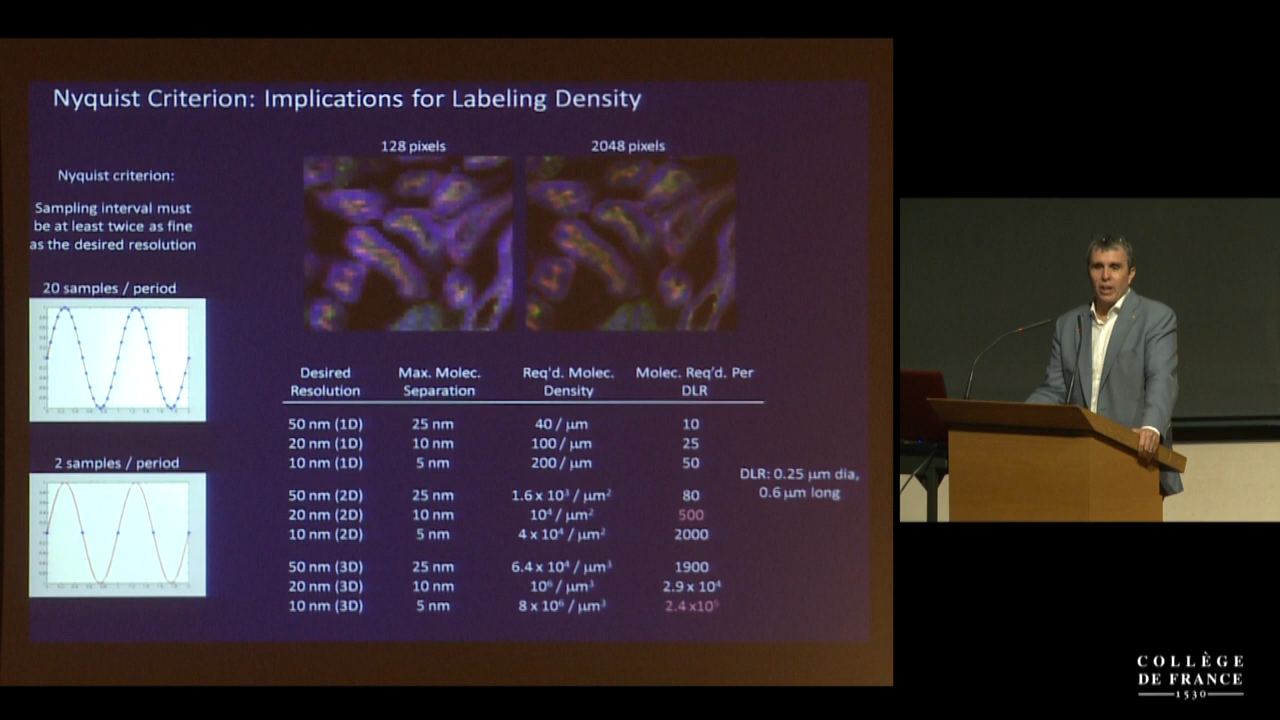 Nyquist Criterion: Implications for Labeling Density
128 pixels
2048 pixels
Nyquist criterion:
Sampling interval must
be at least twice as fine
as the desired resolution
20 samples / period
2 samples / period
Desired Resolution Max. Molec. Separation Req'd. Molec. Density Molec. Req'd. Per DLR
50 nm (1D) 25 nm 40 / μm 10
20 nm (1D) 10 nm 100 / μm 25
10 nm (1D) 5 nm 200 / μm 50
50 nm (2D) 25 nm 1.6 x 10³ / μm² 80
20 nm (2D) 10 nm 10⁴ / μm² 500
10 nm (2D) 5 nm 4 x 10⁴ / μm² 2000
50 nm (3D) 25 nm 6.4 x 10⁴ / μm³ 1900
20 nm (3D) 10 nm 10⁶ / μm³ 2.9 x 10⁴
10 nm (3D) 5 nm 8 x 10⁶ / μm³ 2.4 x10⁵
DLR: 0.25 μm dia,
0.6 μm long
COLLÈGE
DE FRANCE
1530